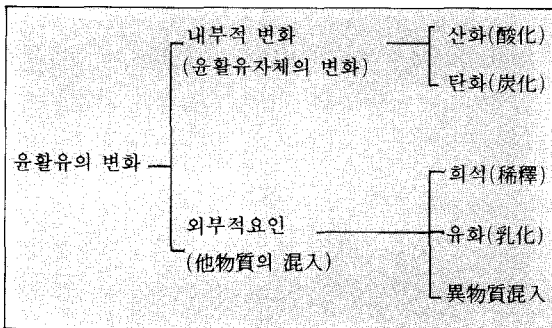 내부적 변화
(윤활유자체의 변화)
산화(酸化)
탄화(炭化)
윤활유의 변화
외부적요인
(他物質의 混入)
희석(稀釋)
유화(乳化)
異物質混入